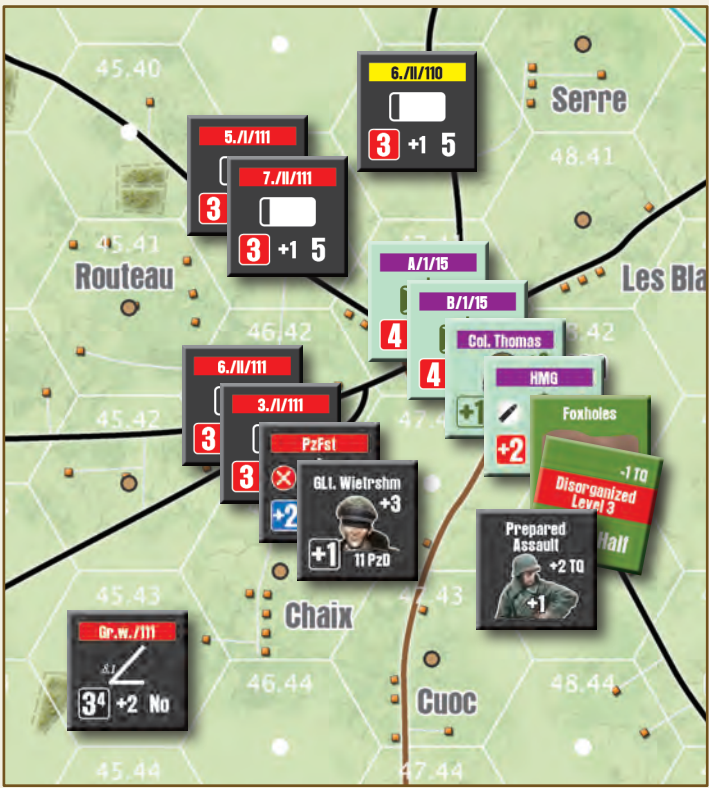 45.40
6./II/110
3 +1 5
Serre
48.41
5./I/111
3
7./II/111
3 +1 5
45.41
Routeau
A/1/15
4
B/1/15
4
Les Bla
46.42
.42
Col. Thomas
+1
HMG
+2
Foxholes
-1 TQ
Disorganized
Level 3
Half
6./II/111
3
3./I/111
3
45.42
47.4
PzFst
+2
GLt. Wietrshm
+3
+1
11 PzD
Prepared
Assault
+2 TQ
+1
45.43
.43
Chaix
Gr.w./111
8.1
3⁴ +2 No
46.44
48.44
Cuoc
45.44
47.44